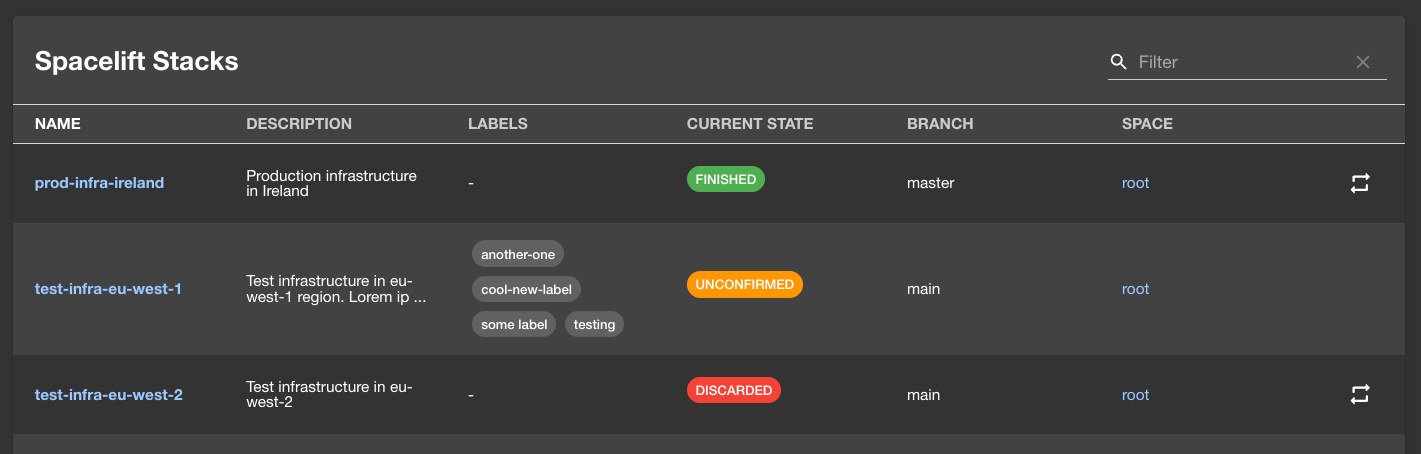 Spacelift Stacks
Filter
NAME DESCRIPTION LABELS CURRENT STATE BRANCH SPACE
prod-infra-ireland
Production infrastructure
in Ireland
-
FINISHED
master
root
test-infra-eu-west-1
Test infrastructure in eu-
west-1 region. Lorem ip ...
another-one
cool-new-label
some label testing
UNCONFIRMED
main
root
test-infra-eu-west-2
Test infrastructure in eu-
west-2
-
DISCARDED
main
root